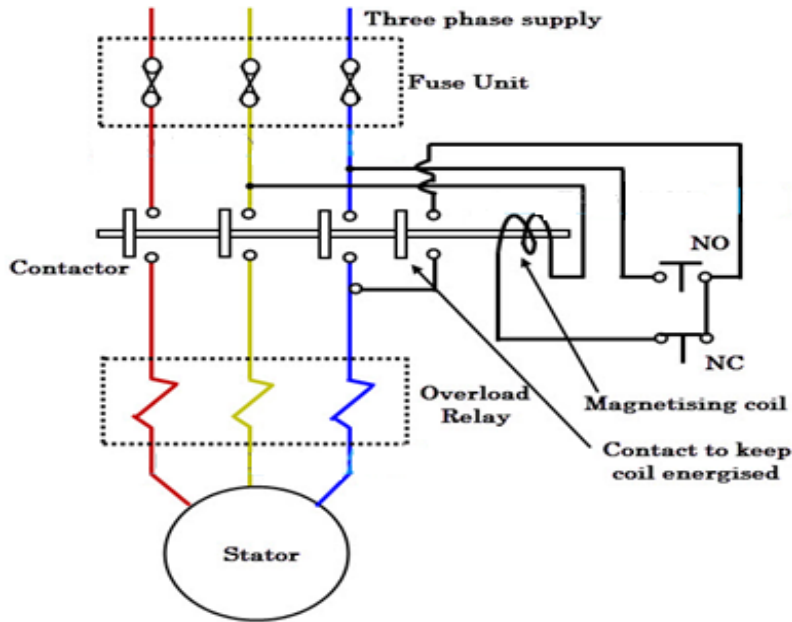 Three phase supply
Fuse Unit
NO
Contactor
NC
Overload
Relay
Magnetising coil
Contact to keep
coil energised
Stator